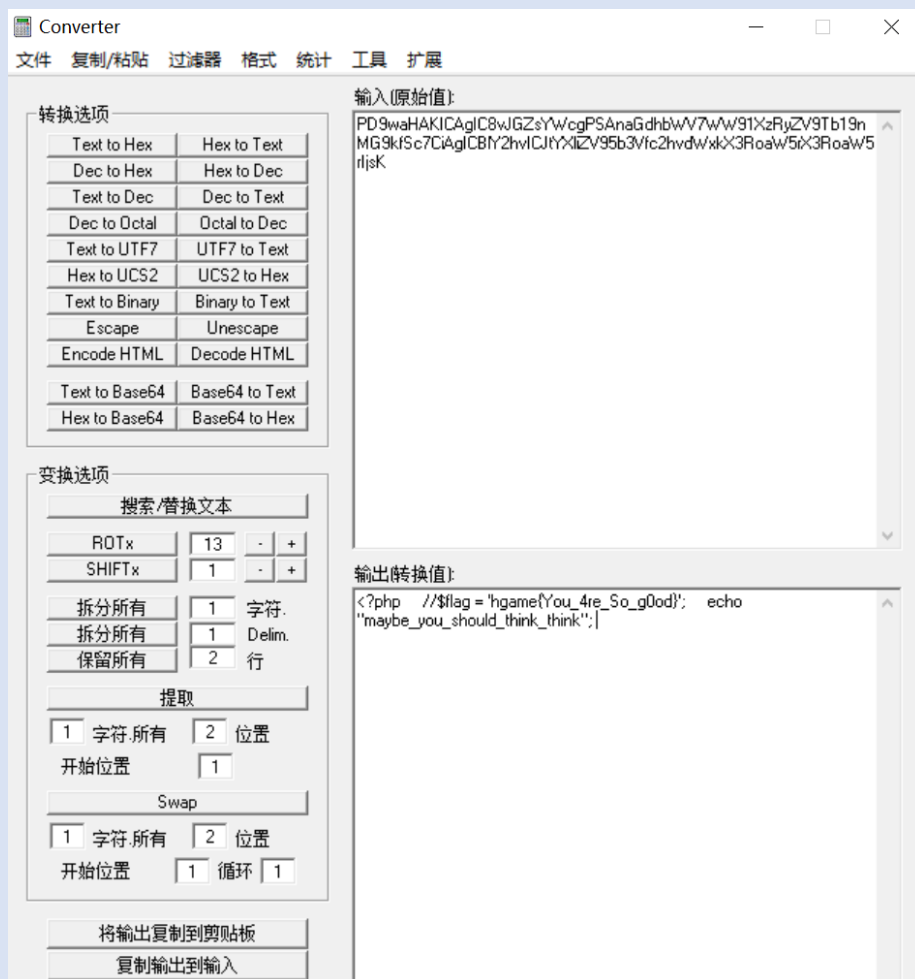 Converter
文件 复制/粘贴 过滤器 格式 统计 工具 扩展
转换选项
Text to Hex Hex to Text
Dec to Hex Hex to Dec
Text to Dec Dec to Text
Dec to Octal Octal to Dec
Text to UTF7 UTF7 to Text
Hex to UCS2 UCS2 to Hex
Text to Binary Binary to Text
Escape Unescape
Encode HTML Decode HTML
Text to Base64 Base64 to Text
Hex to Base64 Base64 to Hex
变换选项
搜索/替换文本
ROTx 13 - +
SHIFTx 1 - +
拆分所有 1 字符.
拆分所有 1 Delim.
保留所有 2 行
提取
1 字符.所有 2 位置
开始位置 1
Swap
1 字符.所有 2 位置
开始位置 1 循环 1
将输出复制到剪贴板
复制输出到输入
输入(原始值):
PD9waHAKICAgIC8vJGZsYWcgPSAnaGdhbWV7WW91XzRyZV9Tb19n
MG9kfSc7CiAgICBlY2hvICJtYXliZV95b3Vfc2hvdWxkX3RoaW5rX3RoaW5
rIjsK
输出(转换值):
<?php //$flag = 'hgame{You_4re_So_g0od}'; echo
"maybe_you_should_think_think";